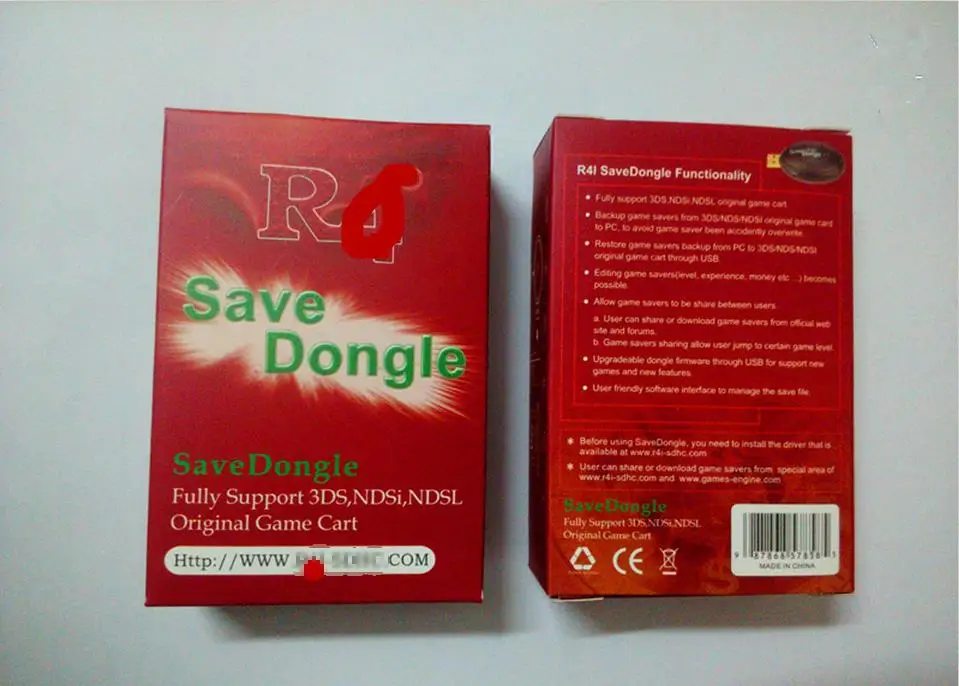 R4
Save
Dongle
SaveDongle
Fully Support 3DS,NDSi,NDSL
Original Game Cart
Http://WWW. .COM
R4I SaveDongle Functionality
Fully support 3DS,NDSi,NDSL original game cart
Backup game savers from 3DS/NDS/NDSI original game card
to PC, to avoid game saver been accidently overwrite.
Restore game savers backup from PC to 3DS/NDS/NDSI
original game cart through USB.
Editing game savers(level, experience, money etc ...) becomes
possible.
Allow game savers to be share between users.
a. User can share or download game savers from official web
site and forums.
b. Game savers sharing allow user jump to certain game level.
Upgradeable dongle firmware through USB for support new
games and new features.
User friendly software interface to manage the save file.
* Before using SaveDongle, you need to install the driver that is
available at www.r4i-sdhc.com
* User can share or download game savers from special area of
www.r4i-sdhc.com and www.games-engine.com
SaveDongle
Fully Support 3DS,NDSi,NDSL
Original Game Cart
CE
9 87866 57858 5
MADE IN CHINA